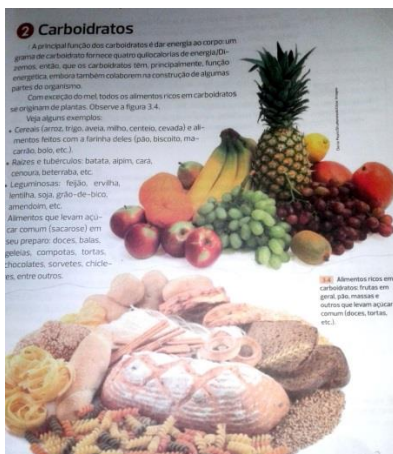 2 Carboidratos
A principal função dos carboidratos é dar energia ao corpo: um
grama de carboidrato fornece quatro quilocalorias de energia/Di-
zemos, então, que os carboidratos têm, principalmente, função
energética, embora também colaborem na construção de algumas
partes do organismo.
Com exceção do mel, todos os alimentos ricos em carboidratos
se originam de plantas. Observe a figura 3.4.
Veja alguns exemplos:
• Cereais (arroz, trigo, aveia, milho, centeio, cevada) e ali-
mentos feitos com a farinha deles (pão, biscoito, ma-
carrão, bolo, etc.).
• Raízes e tubérculos: batata, aipim, cará,
cenoura, beterraba, etc.
• Leguminosas: feijão, ervilha,
lentilha, soja, grão-de-bico,
amendoim, etc.
Alimentos que levam açú-
car comum (sacarose) em
seu preparo: doces, balas,
geleias, compotas, tortas,
chocolates, sorvetes, chicle-
es, entre outros.
3.4 Alimentos ricos em
carboidratos: frutas em
geral, pão, massas e
outros que levam açúcar
comum (doces, tortas,
etc.).